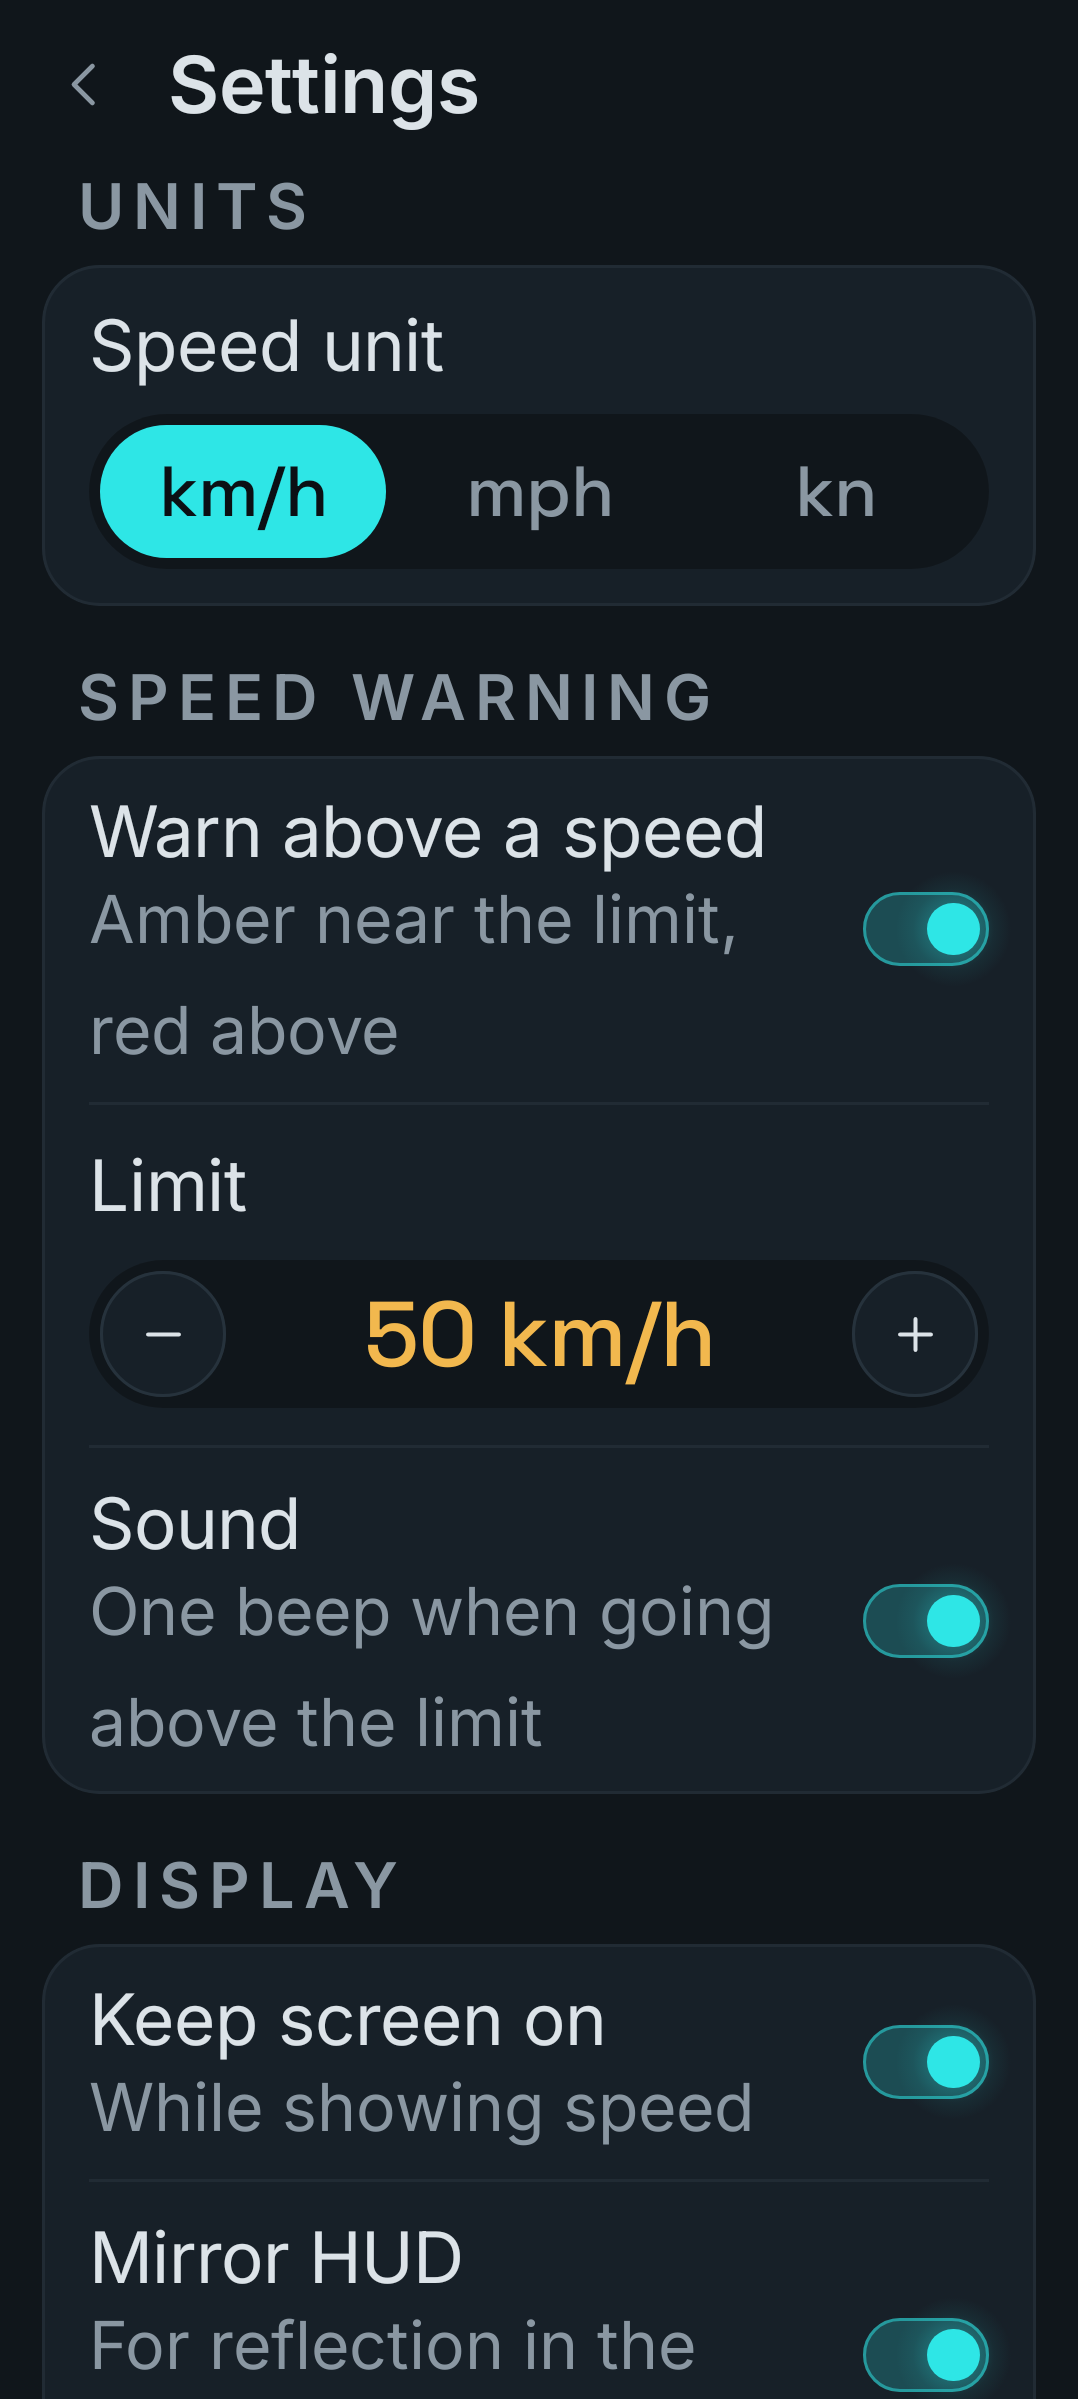 Settings
UNITS
Speed unit
km/h mph kn
SPEED WARNING
Warn above a speed
Amber near the limit,
red above
Limit
− 50 km/h +
Sound
One beep when going
above the limit
DISPLAY
Keep screen on
While showing speed
Mirror HUD
For reflection in the